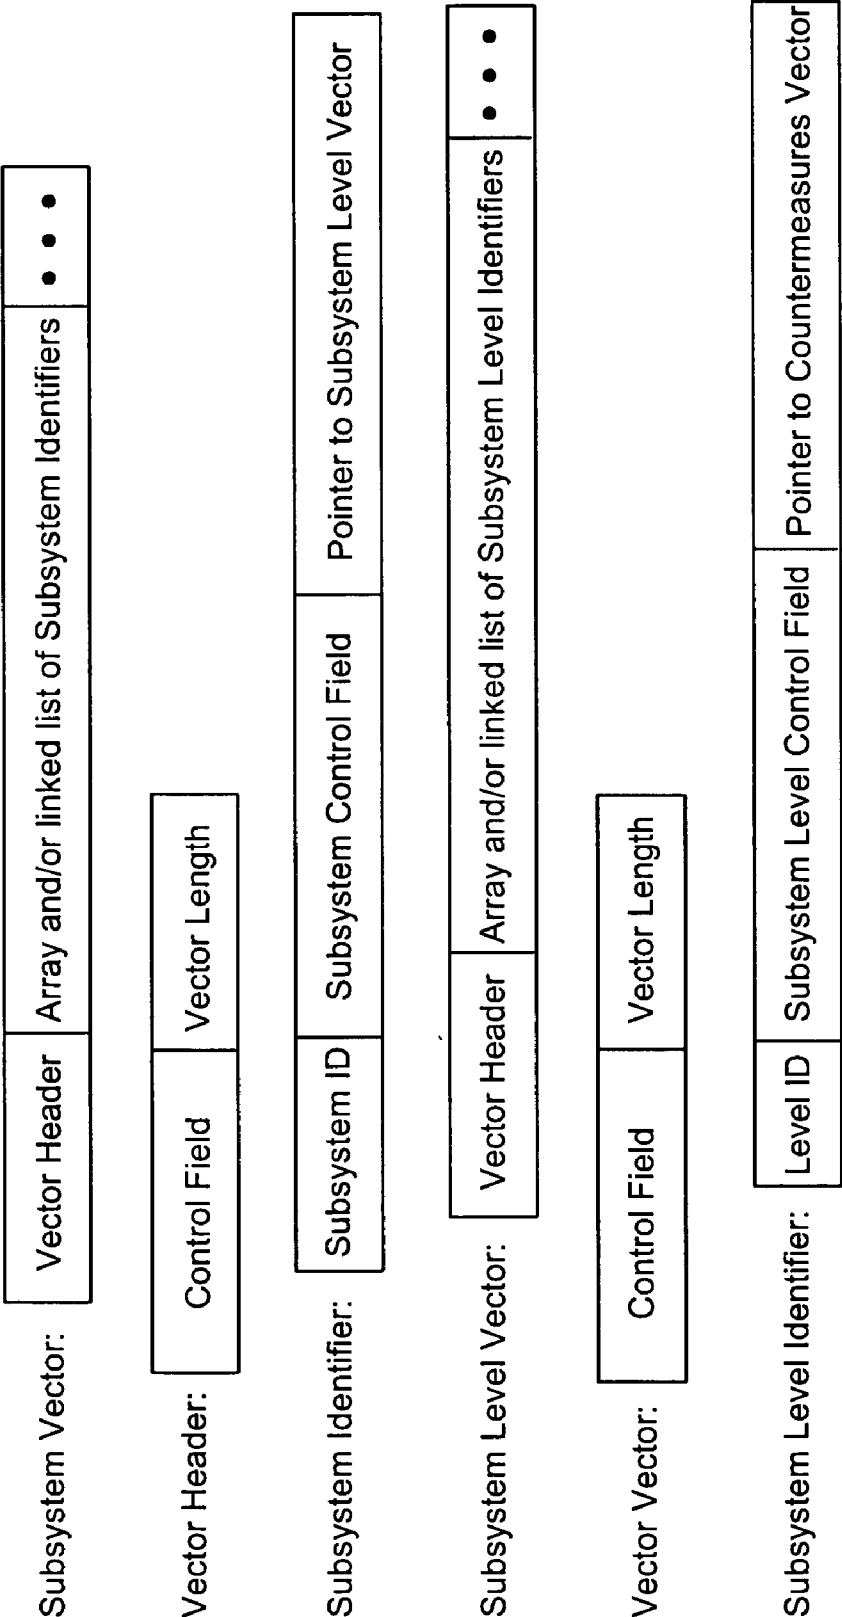 Subsystem Vector: Vector Header Array and/or linked list of Subsystem Identifiers • • •
Vector Header: Control Field Vector Length
Subsystem Identifier: Subsystem ID Subsystem Control Field Pointer to Subsystem Level Vector
Subsystem Level Vector: Vector Header Array and/or linked list of Subsystem Level Identifiers • • •
Vector Vector: Control Field Vector Length
Subsystem Level Identifier: Level ID Subsystem Level Control Field Pointer to Countermeasures Vector